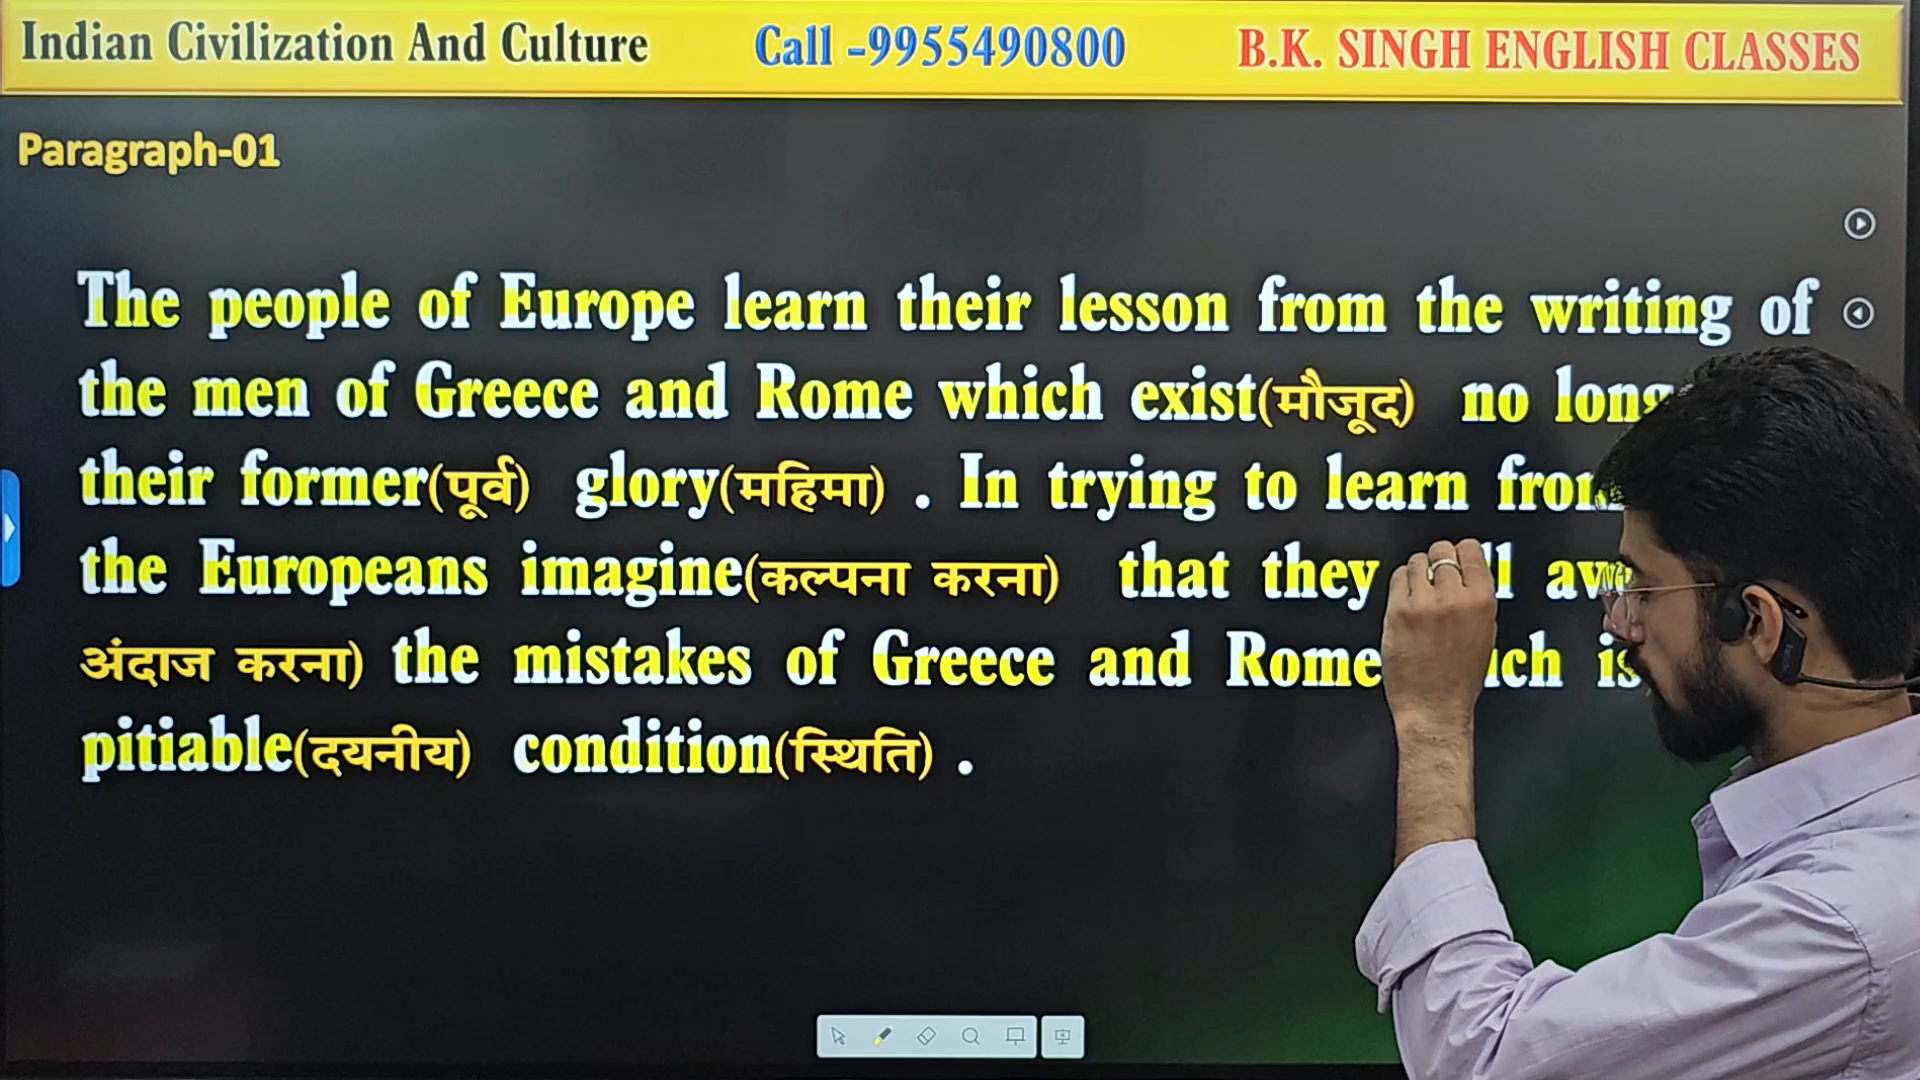 Indian Civilization And Culture Call -9955490800 B.K. SINGH ENGLISH CLASSES
Paragraph-01
The people of Europe learn their lesson from the writing of
the men of Greece and Rome which exist(मौजूद) no
their former(पूर्व) glory(महिमा) . In trying to learn
the Europeans imagine(कल्पना करना) that they
अंदाज करना) the mistakes of Greece and Rome
pitiable(दयनीय) condition(स्थिति) .